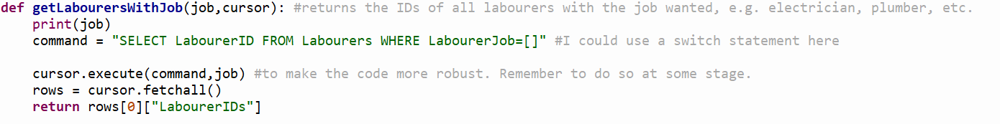 def getLabourersWithJob(job,cursor): #returns the IDs of all labourers with the job wanted, e.g. electrician, plumber, etc.
    print(job)
    command = "SELECT LabourerID FROM Labourers WHERE LabourerJob=[]" #I could use a switch statement here
    cursor.execute(command,job) #to make the code more robust. Remember to do so at some stage.
    rows = cursor.fetchall()
    return rows[0]["LabourerIDs"]